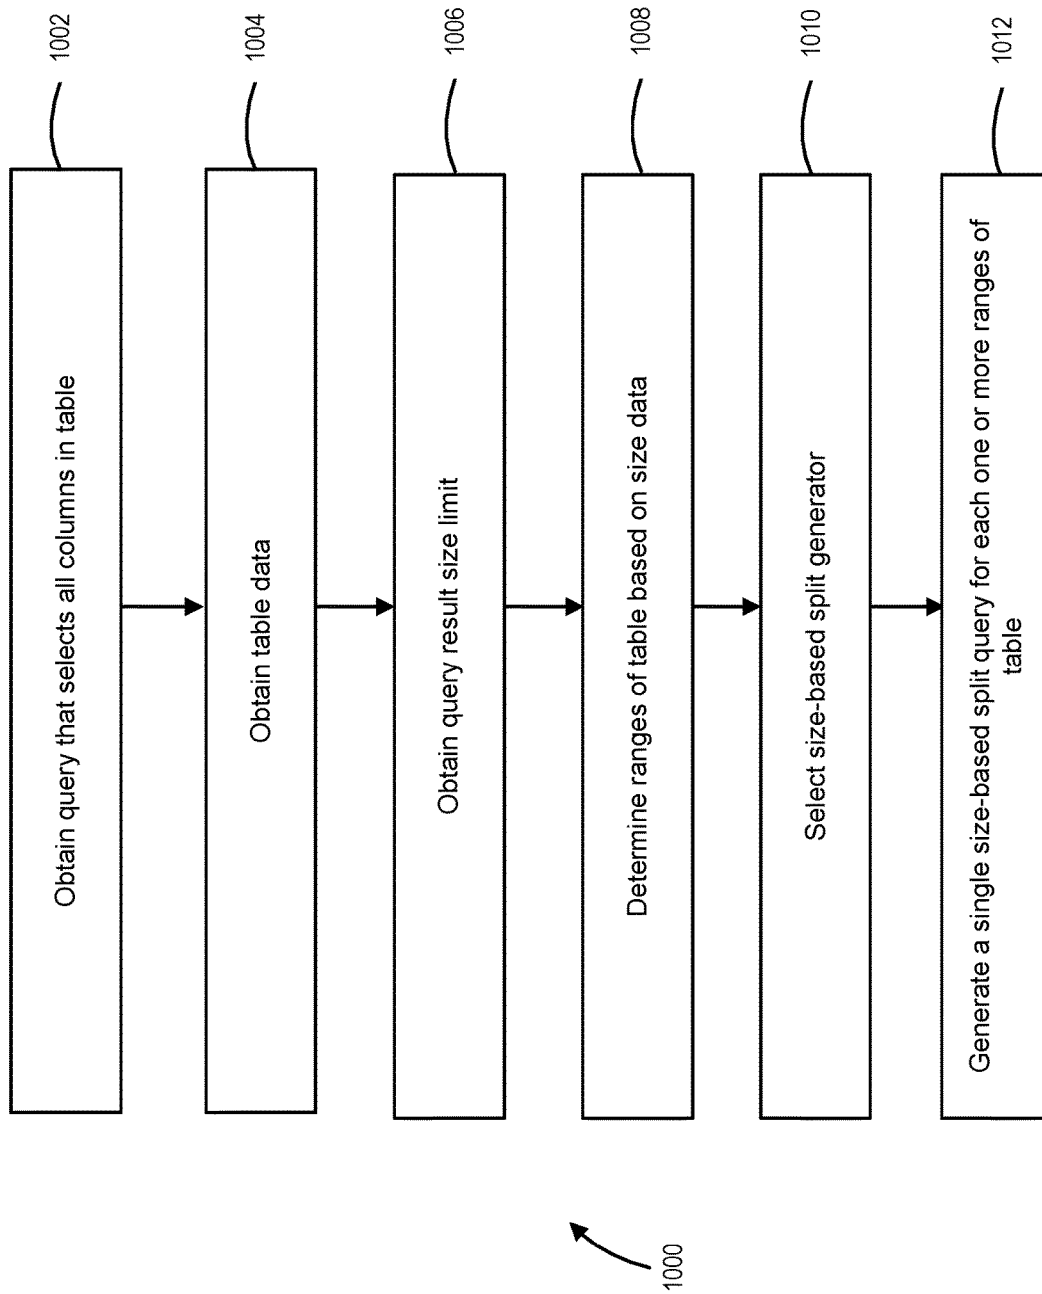 1002
Obtain query that selects all columns in table
1004
Obtain table data
1006
Obtain query result size limit
1008
Determine ranges of table based on size data
1010
Select size-based split generator
1012
Generate a single size-based split query for each one or more ranges of
table
1000